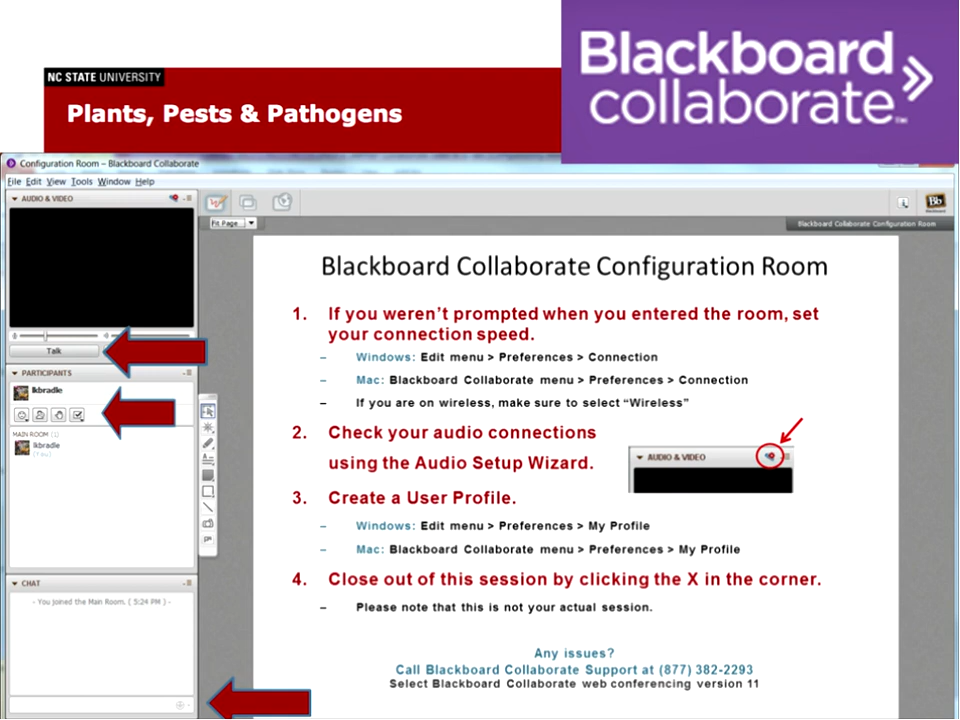 Blackboard
collaborate™
NC STATE UNIVERSITY
Plants, Pests & Pathogens
Configuration Room – Blackboard Collaborate
File Edit View Tools Window Help
AUDIO & VIDEO
Talk
PARTICIPANTS
lkbradle
MAIN ROOM (1)
lkbradle
(You)
CHAT
- You joined the Main Room. ( 5:24 PM ) -
Fit Page
Bb
Blackboard
Blackboard Collaborate Configuration Room
Blackboard Collaborate Configuration Room
1. If you weren't prompted when you entered the room, set
your connection speed.
– Windows: Edit menu > Preferences > Connection
– Mac: Blackboard Collaborate menu > Preferences > Connection
– If you are on wireless, make sure to select “Wireless”
2. Check your audio connections
using the Audio Setup Wizard.
AUDIO & VIDEO
3. Create a User Profile.
– Windows: Edit menu > Preferences > My Profile
– Mac: Blackboard Collaborate menu > Preferences > My Profile
4. Close out of this session by clicking the X in the corner.
– Please note that this is not your actual session.
Any issues?
Call Blackboard Collaborate Support at (877) 382-2293
Select Blackboard Collaborate web conferencing version 11